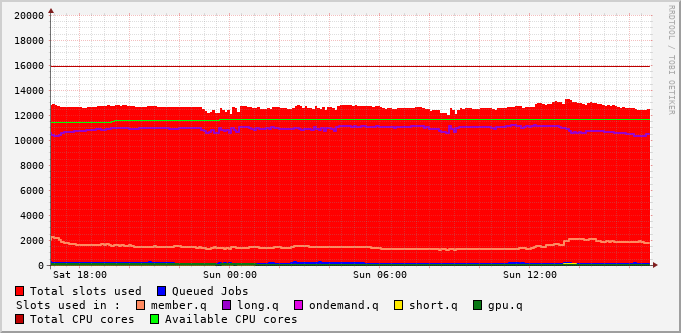 20000
18000
16000
14000
12000
10000
8000
6000
4000
2000
0
Sat 18:00 Sun 00:00 Sun 06:00 Sun 12:00
RRDTOOL / TOBI OETIKER
Total slots used Queued Jobs
Slots used in : member.q long.q ondemand.q short.q gpu.q
Total CPU cores Available CPU cores